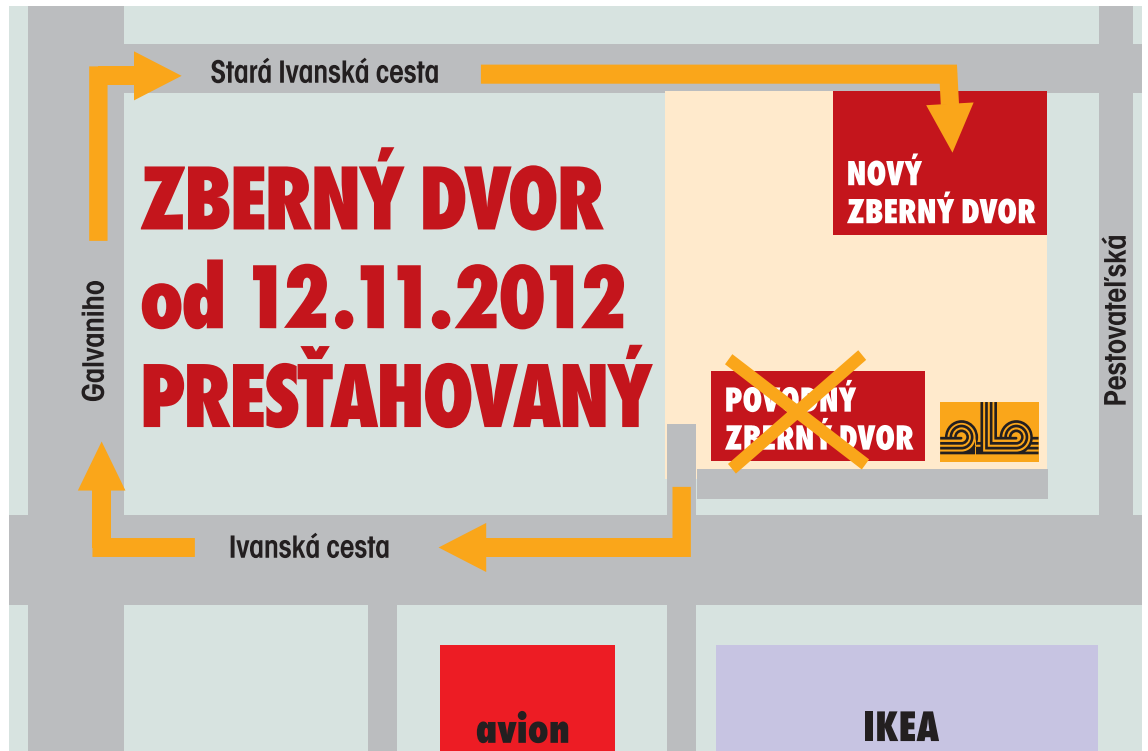 Stará Ivanská cesta
ZBERNÝ DVOR
od 12.11.2012
PRESŤAHOVANÝ
NOVÝ
ZBERNÝ DVOR
Galvaniho
Pestovateľská
POVODNÝ
ZBERNÝ DVOR
Ivanská cesta
avion
IKEA